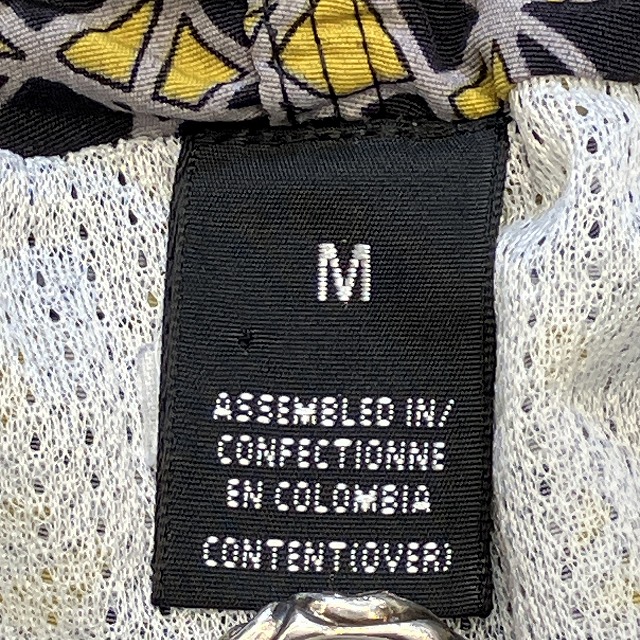 M
ASSEMBLED IN/
CONFECTIONNE
EN COLOMBIA
CONTENT(OVER)